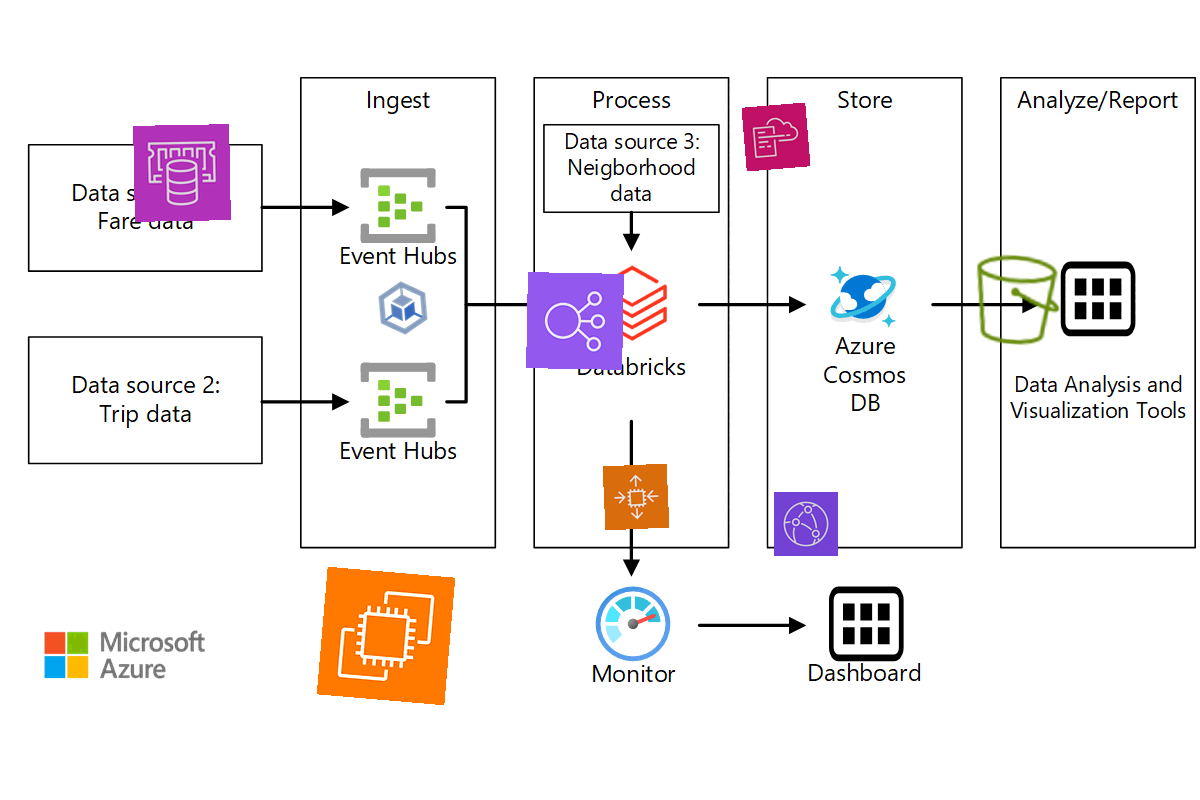 Ingest
Process
Store
Analyze/Report
Data
Fare data
Data source 2:
Trip data
Event Hubs
Event Hubs
Data source 3:
Neigborhood
data
Databricks
Azure
Cosmos
DB
Data Analysis and
Visualization Tools
Monitor
Dashboard
Microsoft
Azure